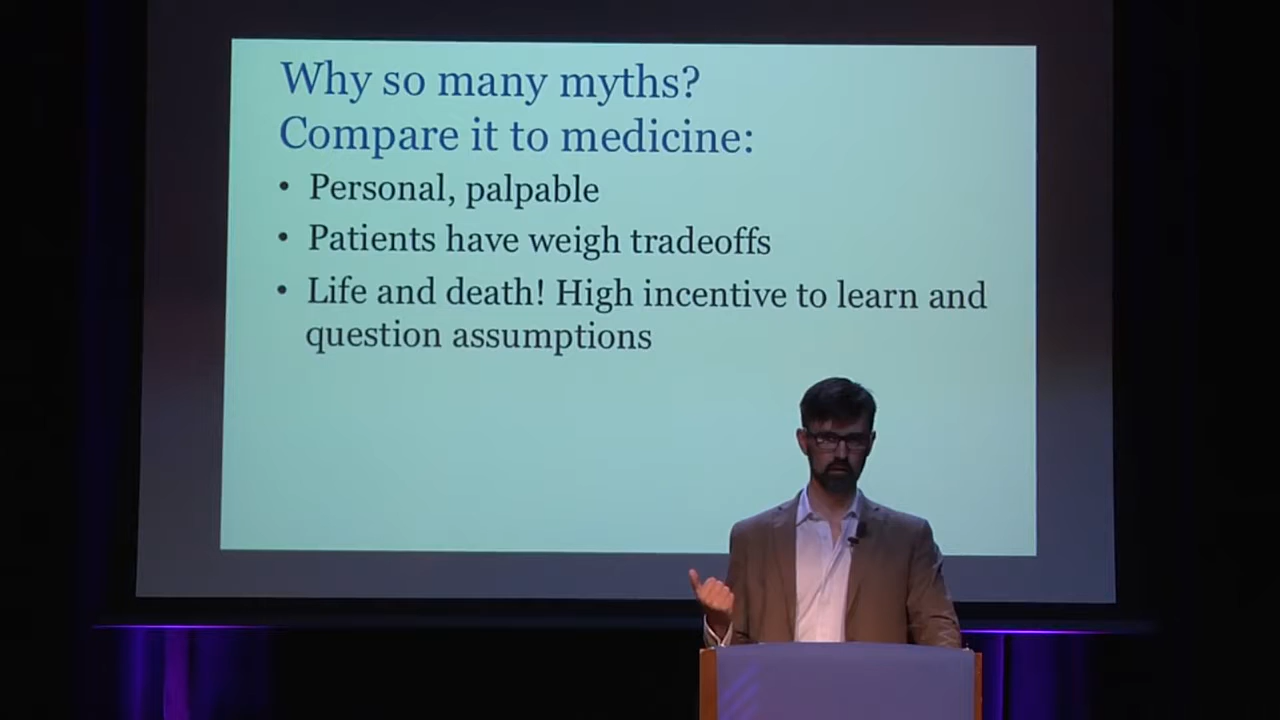 Why so many myths?
Compare it to medicine:
• Personal, palpable
• Patients have weigh tradeoffs
• Life and death! High incentive to learn and
question assumptions